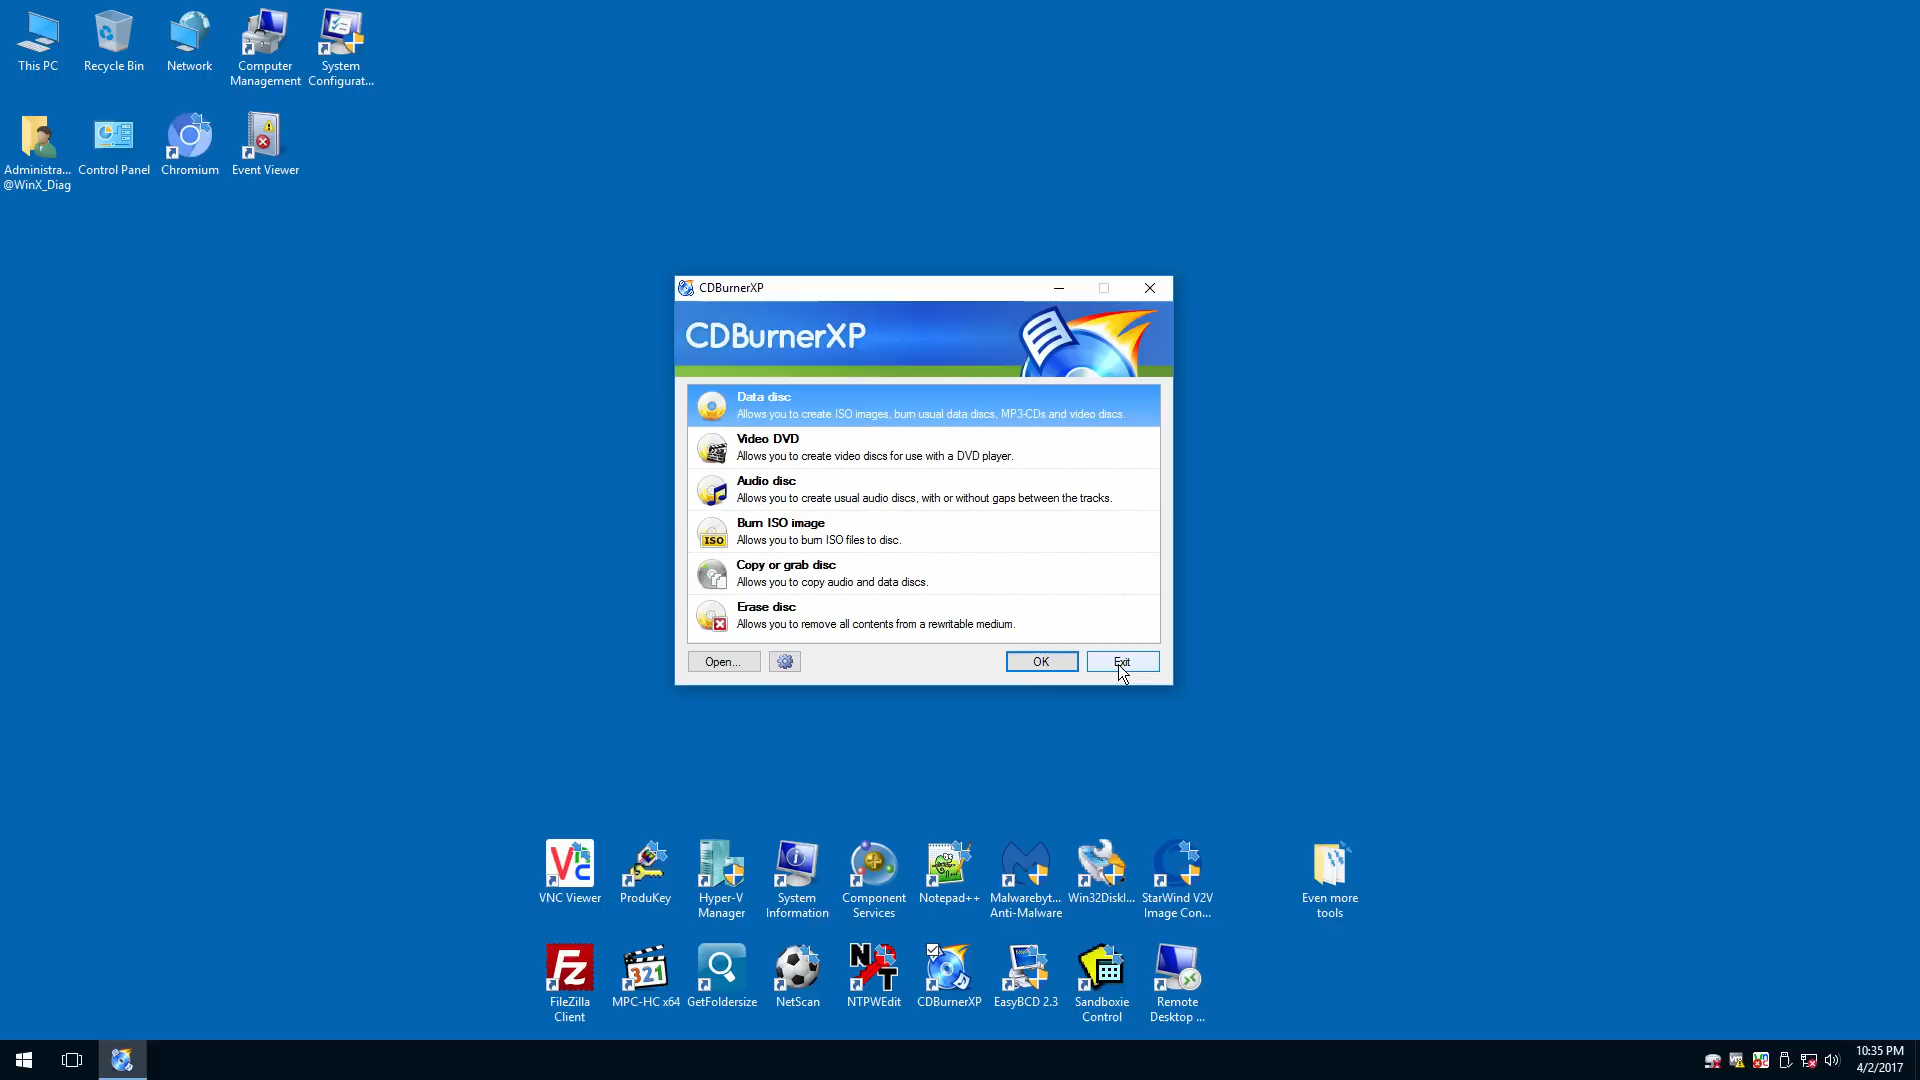 This PC
Recycle Bin
Network
Computer
Management
System
Configurat...
Administra...
@WinX_Diag
Control Panel
Chromium
Event Viewer
CDBurnerXP
CDBurnerXP
Data disc
Allows you to create ISO images, burn usual data discs, MP3-CDs and video discs.
Video DVD
Allows you to create video discs for use with a DVD player.
Audio disc
Allows you to create usual audio discs, with or without gaps between the tracks.
Burn ISO image
Allows you to burn ISO files to disc.
ISO
Copy or grab disc
Allows you to copy audio and data discs.
Erase disc
Allows you to remove all contents from a rewritable medium.
Open...
OK
Exit
VNC Viewer
ProduKey
Hyper-V
Manager
System
Information
Component
Services
Notepad++
Malwarebyt...
Anti-Malware
Win32DiskI...
StarWind V2V
Image Con...
Even more
tools
Fz
321
NT
FileZilla
Client
MPC-HC x64
GetFoldersize
NetScan
NTPWEdit
CDBurnerXP
EasyBCD 2.3
Sandboxie
Control
Remote
Desktop ...
10:35 PM
4/2/2017